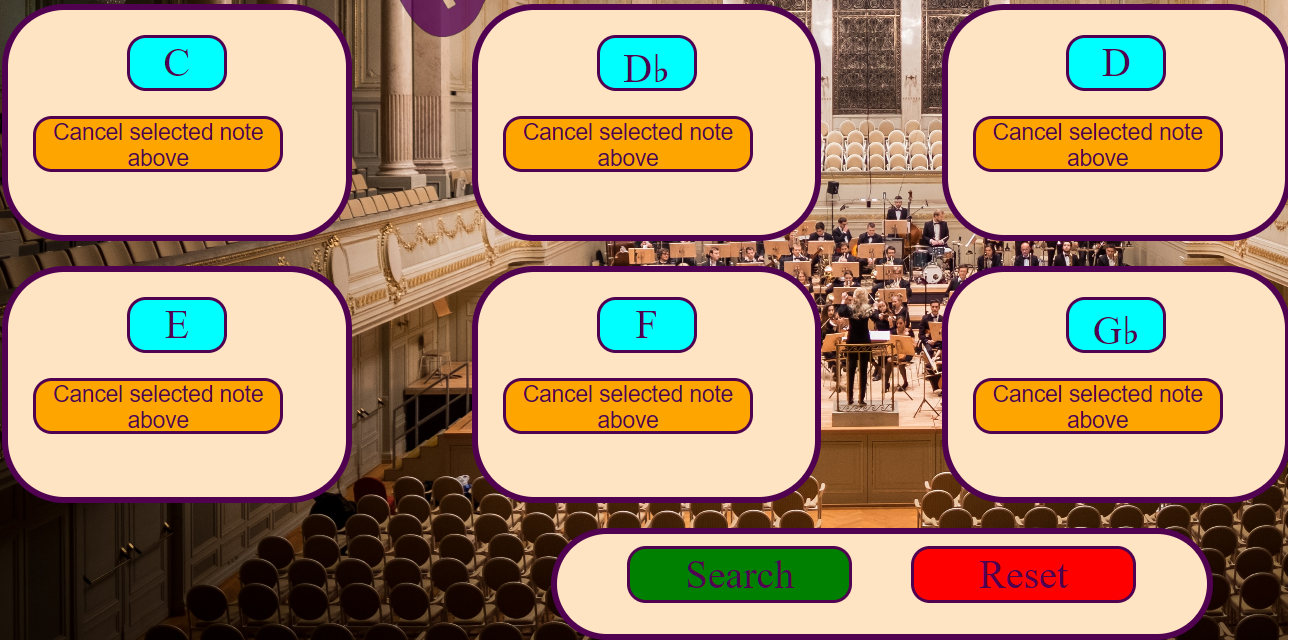 C
Cancel selected note
above
D♭
Cancel selected note
above
D
Cancel selected note
above
E
Cancel selected note
above
F
Cancel selected note
above
G♭
Cancel selected note
above
Search
Reset